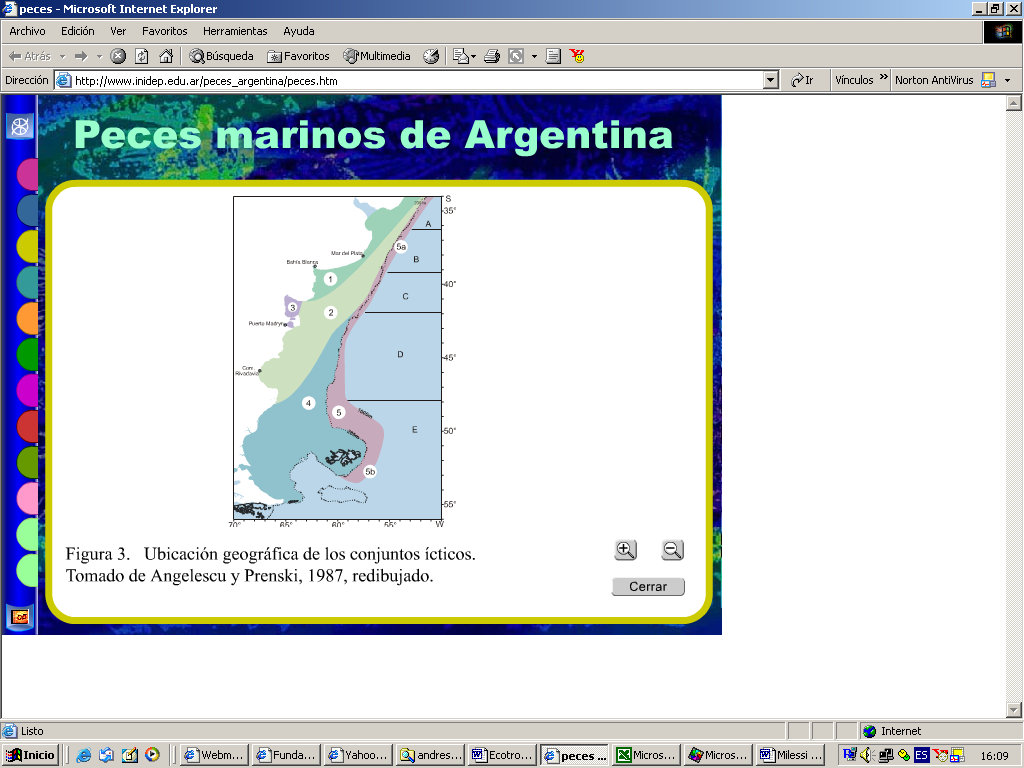 peces - Microsoft Internet Explorer
Archivo Edición Ver Favoritos Herramientas Ayuda
Atrás Búsqueda Favoritos Multimedia
Dirección http://www.inidep.edu.ar/peces_argentina/peces.htm Ir Vínculos » Norton AntiVirus
Peces marinos de Argentina
S
35°
A
5a
Mar del Plata
B
Bahía Blanca
1
40°
C
3
2
Puerto Madryn
45°
D
Com. Rivadavia
4
5
1000m
E
50°
200m
5b
55°
70° 65° 60° 55° W
Figura 3. Ubicación geográfica de los conjuntos ícticos.
Tomado de Angelescu y Prenski, 1987, redibujado.
Cerrar
Listo Internet
Inicio Webm... Funda... Yahoo... andres... Ecotro... peces ... Micros... Micros... Milessi ... ES 16:09